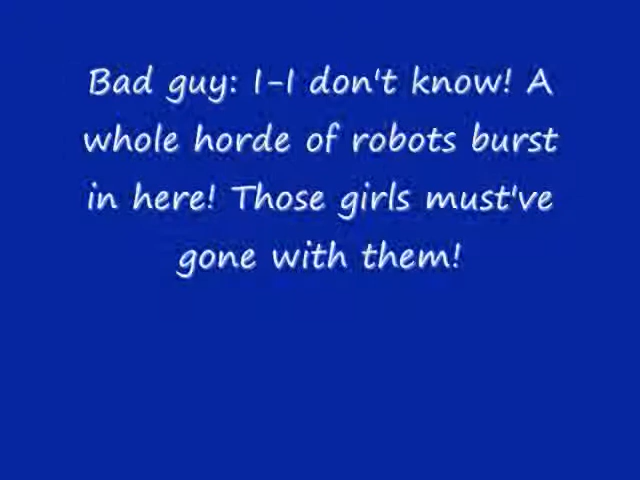 Bad guy: I-I don't know! A
whole horde of robots burst
in here! Those girls must've
gone with them!